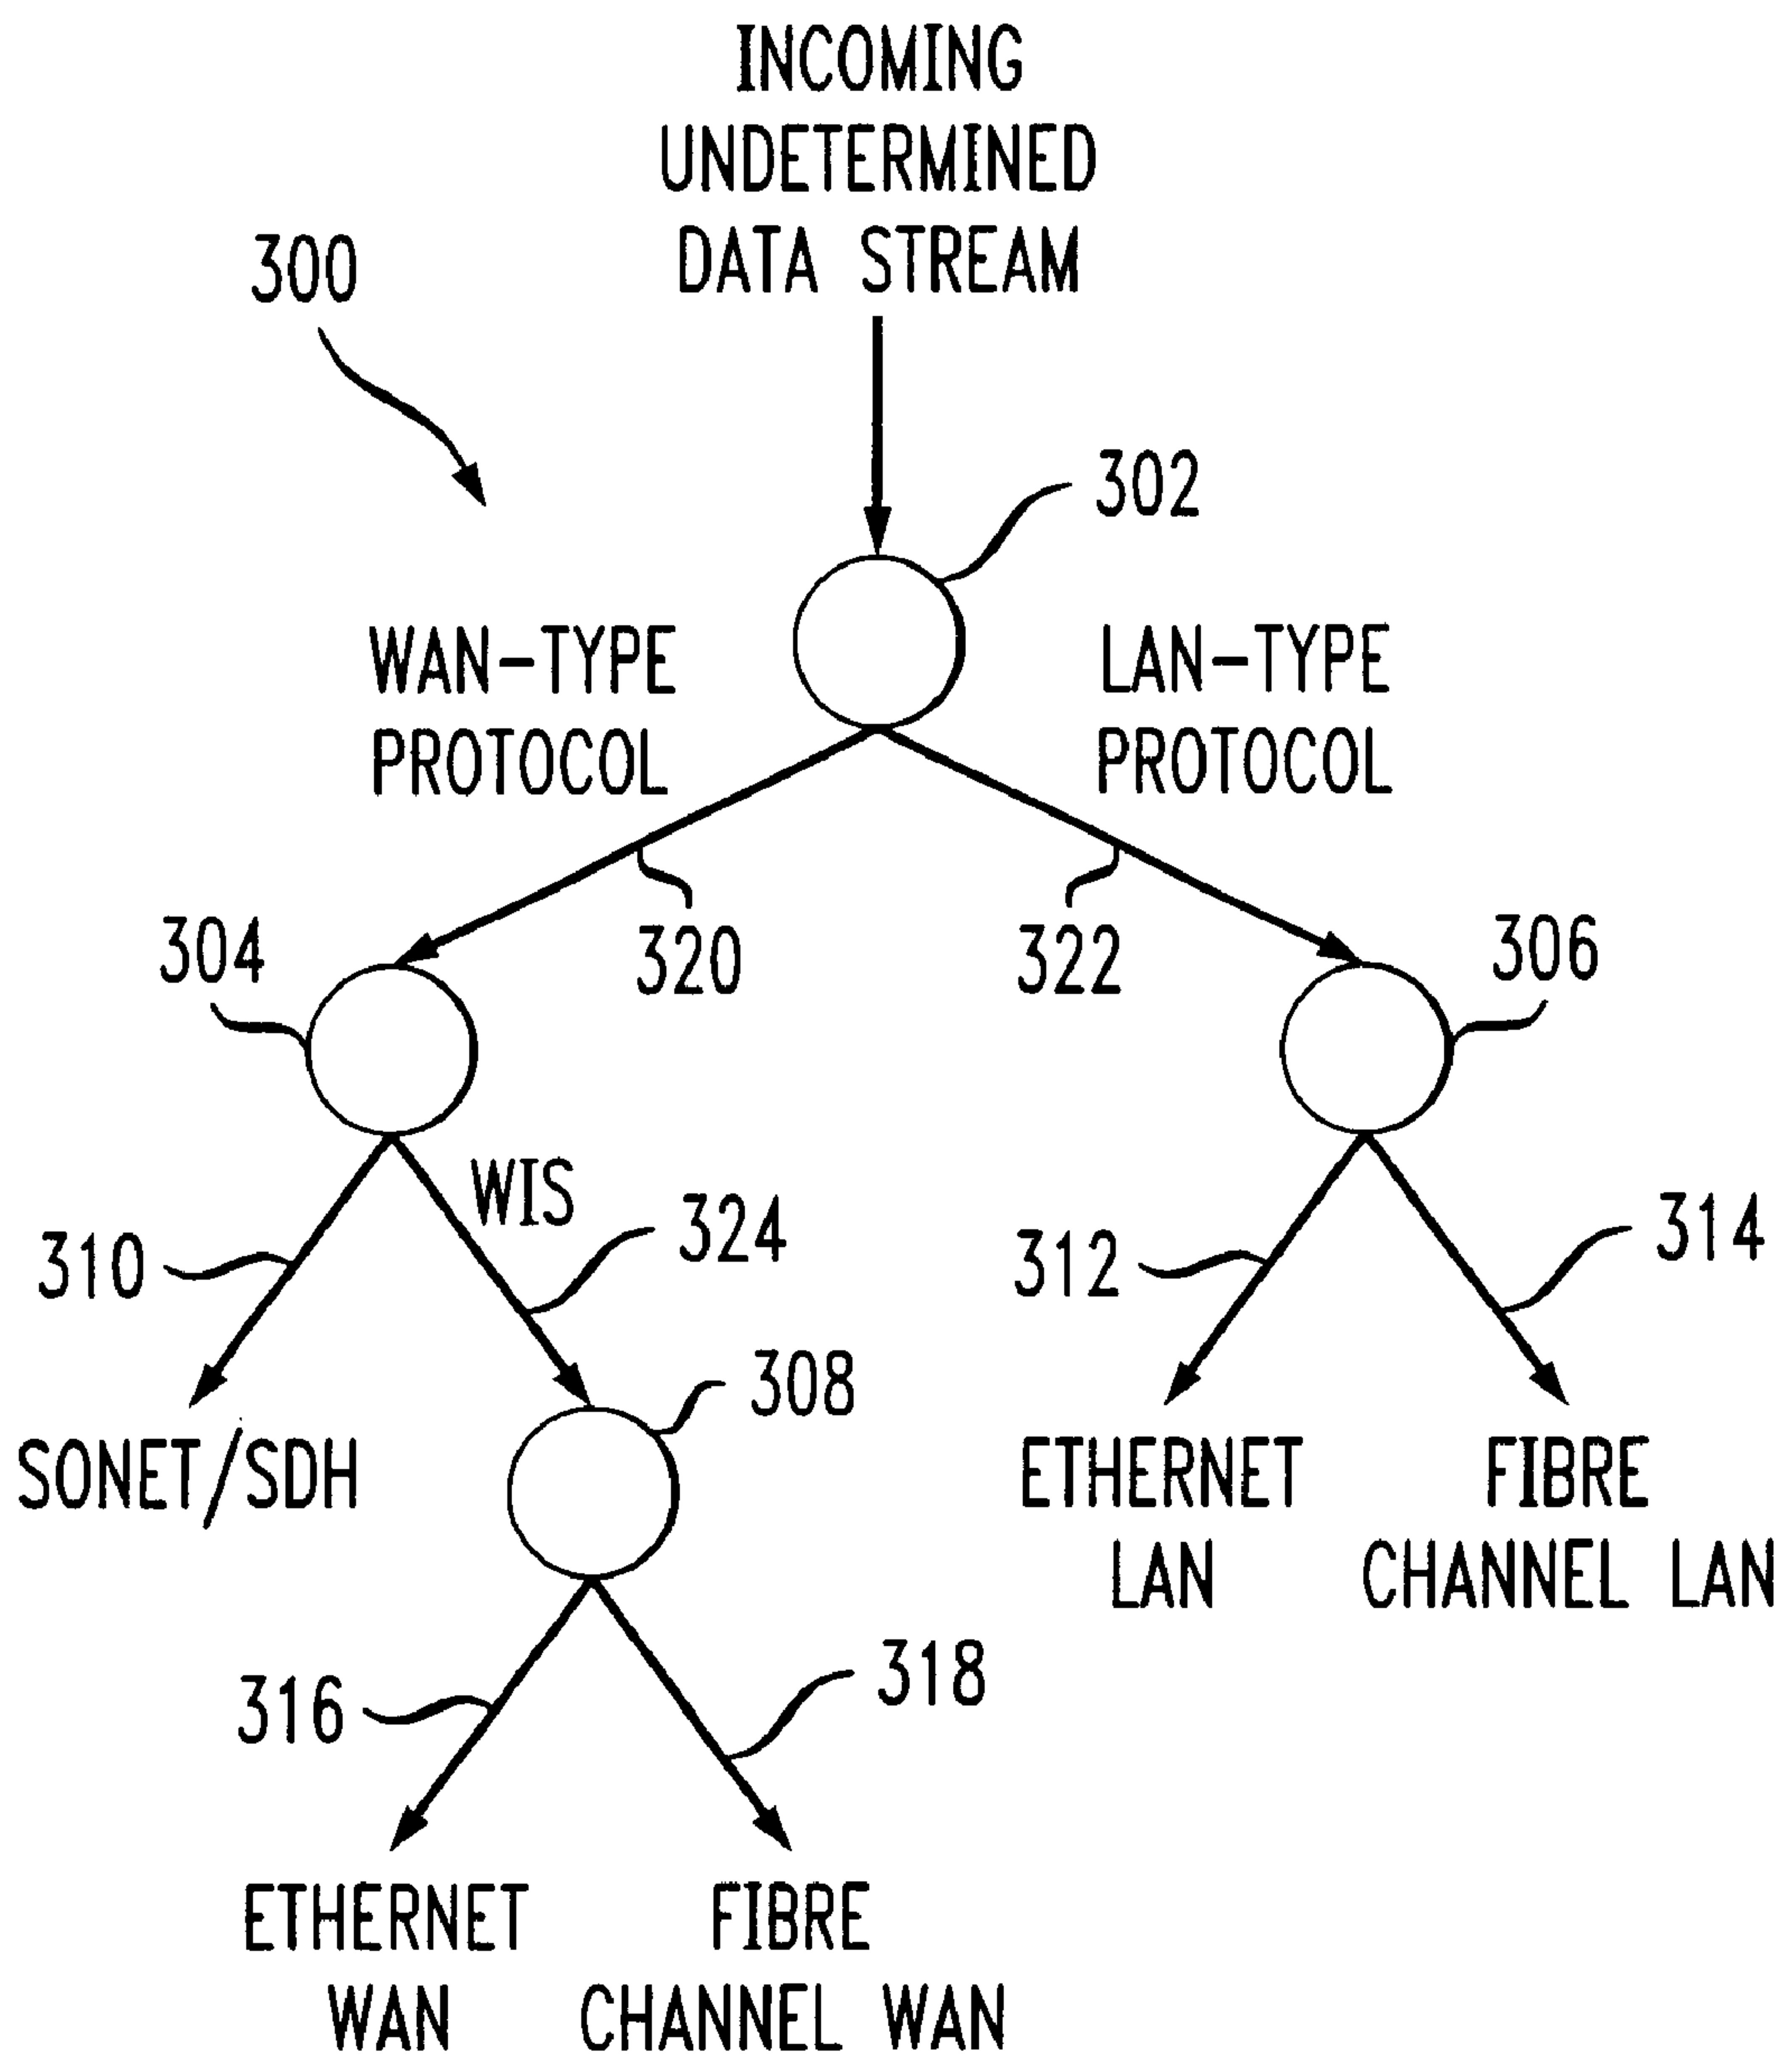 INCOMING
UNDETERMINED
DATA STREAM
300
302
WAN-TYPE
PROTOCOL
LAN-TYPE
PROTOCOL
304
320
322
306
WIS
310
324
312
314
308
SONET/SDH
ETHERNET
LAN
FIBRE
CHANNEL LAN
316
318
ETHERNET
WAN
FIBRE
CHANNEL WAN